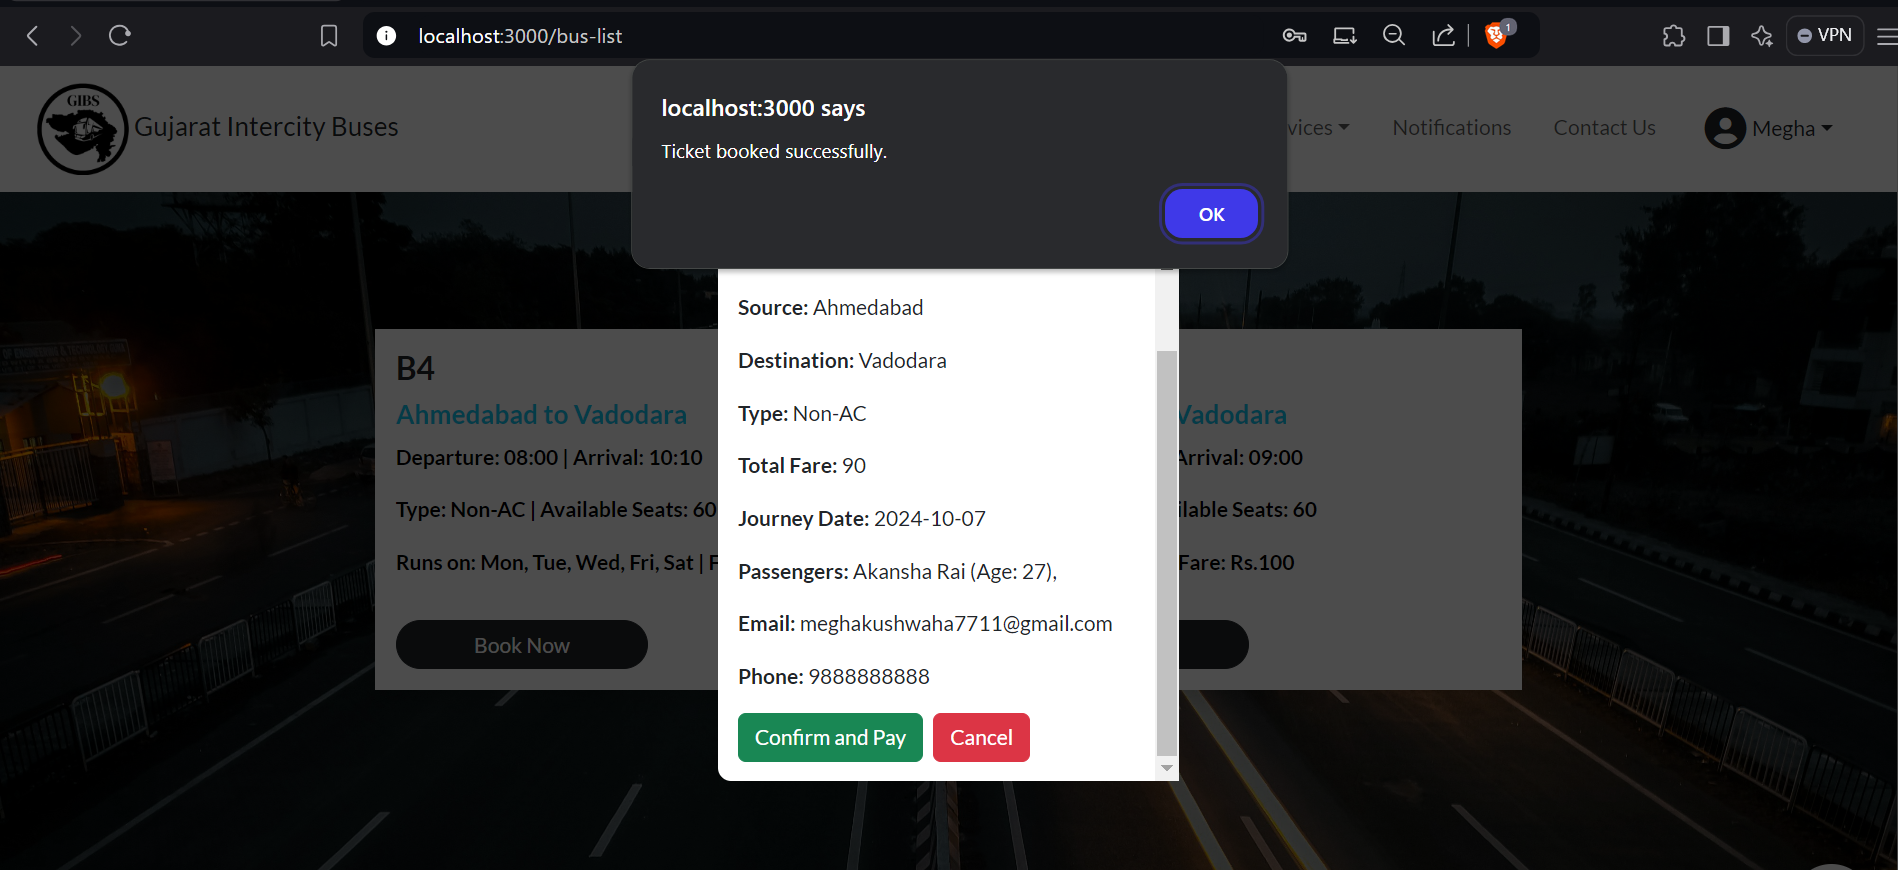 localhost:3000/bus-list
1
VPN
localhost:3000 says
Ticket booked successfully.
OK
GIBS
Gujarat Intercity Buses
vices
Notifications
Contact Us
Megha
Source: Ahmedabad
Destination: Vadodara
Type: Non-AC
Total Fare: 90
Journey Date: 2024-10-07
Passengers: Akansha Rai (Age: 27),
Email: meghakushwaha7711@gmail.com
Phone: 9888888888
Confirm and Pay
Cancel
B4
Ahmedabad to Vadodara
Departure: 08:00 | Arrival: 10:10
Type: Non-AC | Available Seats: 60
Runs on: Mon, Tue, Wed, Fri, Sat | F
Book Now
Vadodara
Arrival: 09:00
ilable Seats: 60
Fare: Rs.100